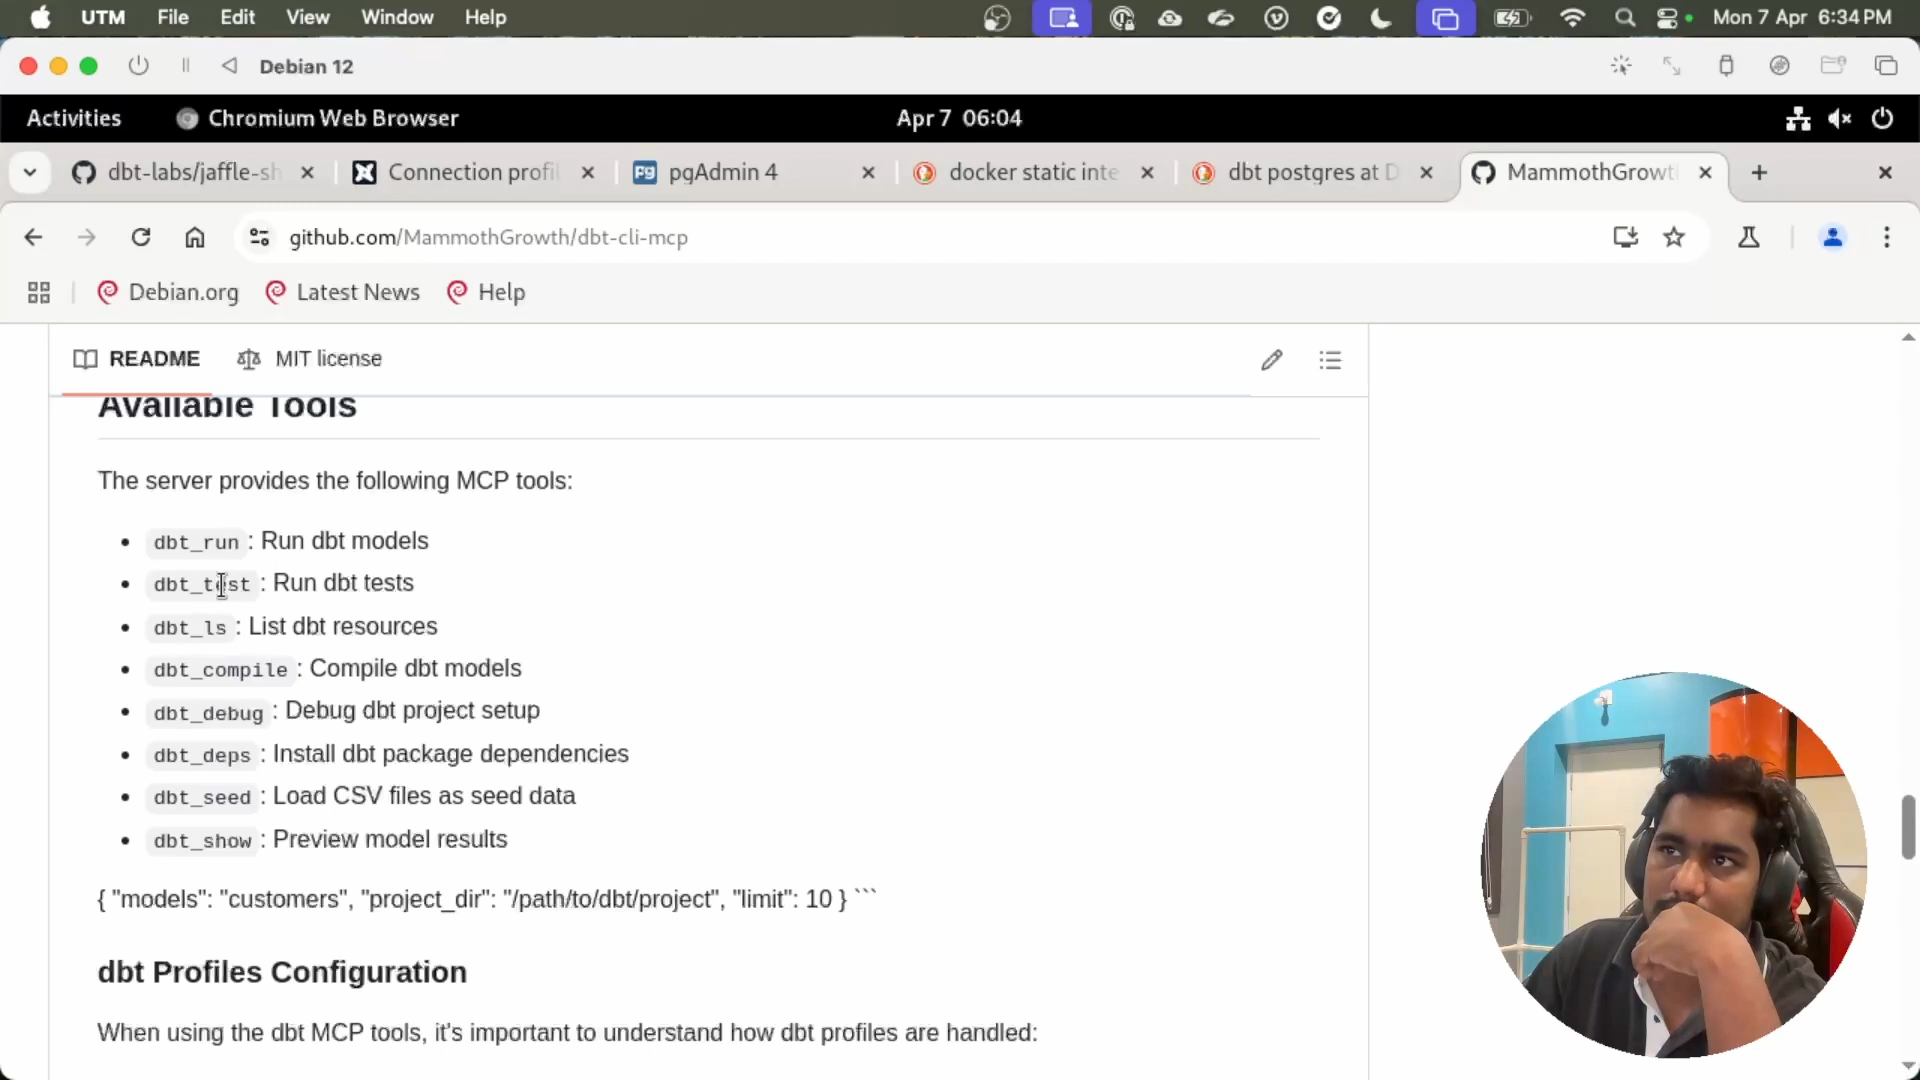 UTM File Edit View Window Help Mon 7 Apr 6:34 PM
Debian 12
Activities Chromium Web Browser Apr 7 06:04
dbt-labs/jaffle-sh Connection profil pgAdmin 4 docker static inte dbt postgres at D MammothGrowt
github.com/MammothGrowth/dbt-cli-mcp
Debian.org Latest News Help
README MIT license
Available Tools
The server provides the following MCP tools:
• dbt_run : Run dbt models
• dbt_test : Run dbt tests
• dbt_ls : List dbt resources
• dbt_compile : Compile dbt models
• dbt_debug : Debug dbt project setup
• dbt_deps : Install dbt package dependencies
• dbt_seed : Load CSV files as seed data
• dbt_show : Preview model results
{ "models": "customers", "project_dir": "/path/to/dbt/project", "limit": 10 } ```
dbt Profiles Configuration
When using the dbt MCP tools, it's important to understand how dbt profiles are handled: